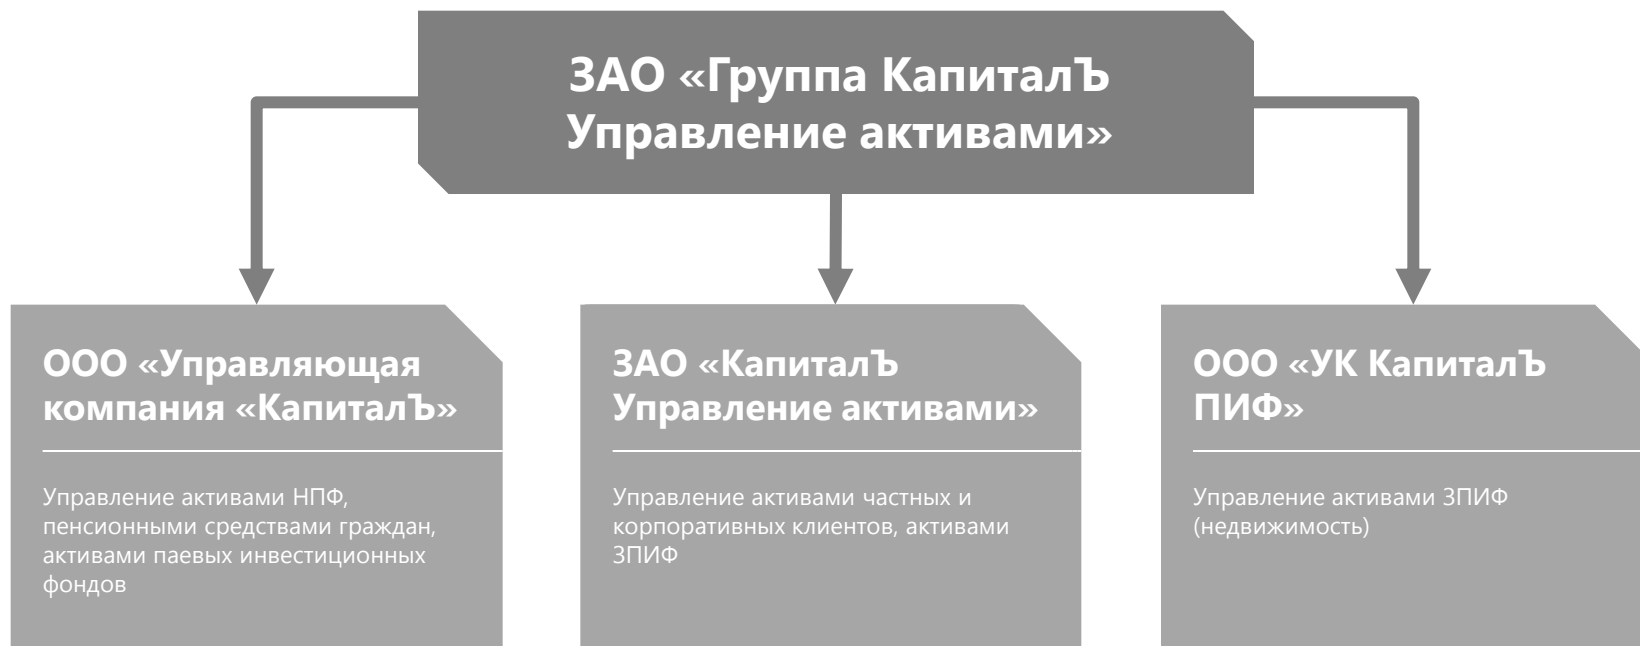 ЗАО «Группа КапиталЪ
Управление активами»
ООО «Управляющая
компания «КапиталЪ»
Управление активами НПФ,
пенсионными средствами граждан,
активами паевых инвестиционных
фондов
ЗАО «КапиталЪ
Управление активами»
Управление активами частных и
корпоративных клиентов, активами
ЗПИФ
ООО «УК КапиталЪ
ПИФ»
Управление активами ЗПИФ
(недвижимость)